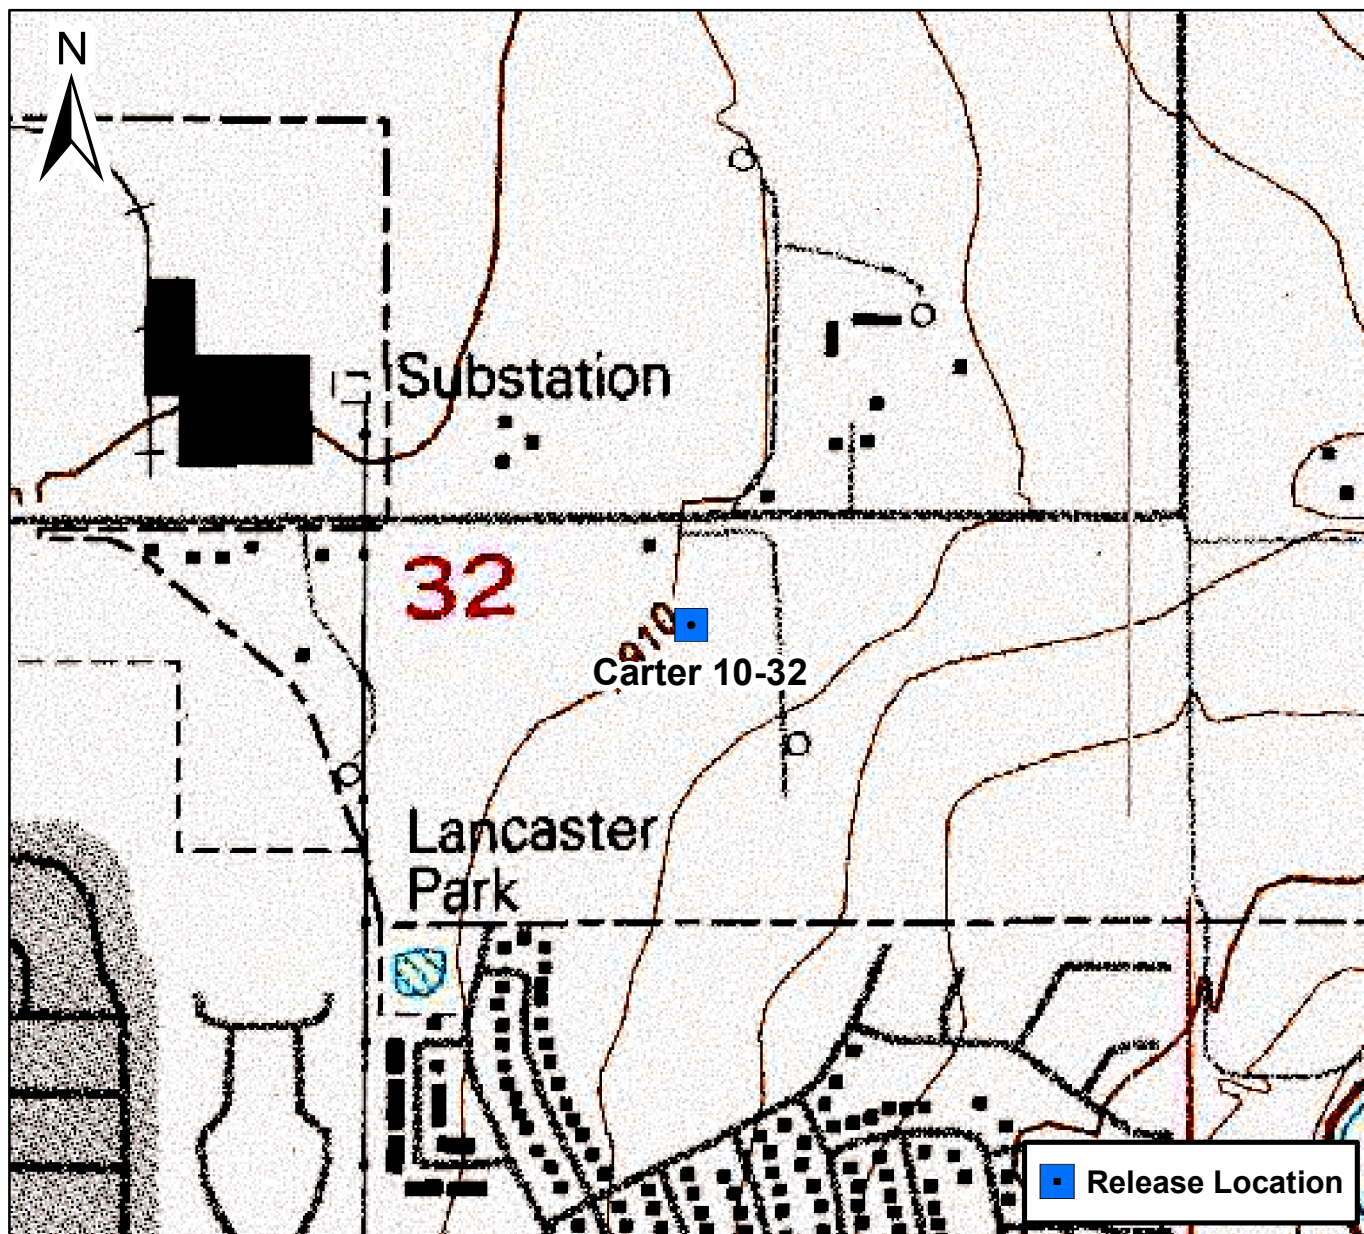 N
Substation
32
910
Carter 10-32
Lancaster
Park
Release Location